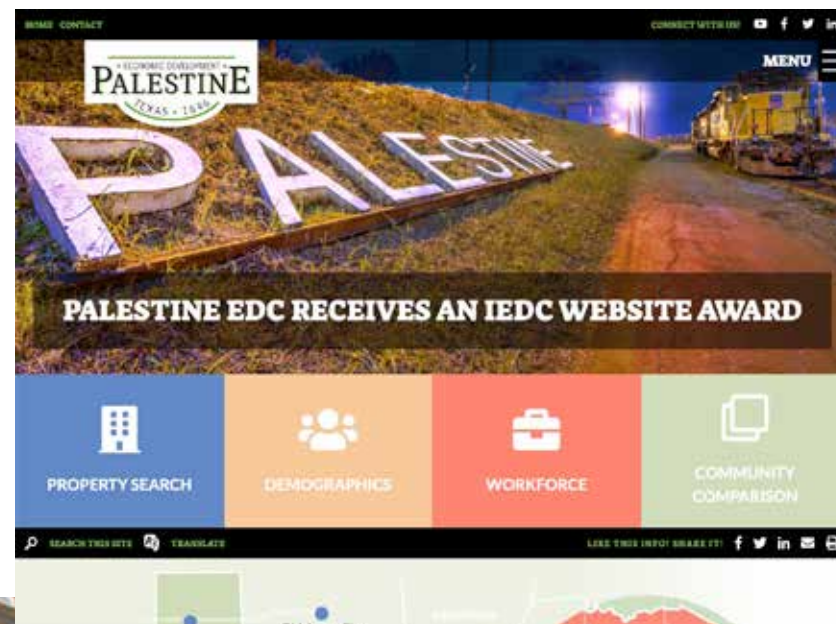 HOME CONTACT
CONNECT WITH US!
• ECONOMIC DEVELOPMENT •
PALESTINE
TEXAS • 1846
MENU
PALESTINE
PALESTINE EDC RECEIVES AN IEDC WEBSITE AWARD
PROPERTY SEARCH
DEMOGRAPHICS
WORKFORCE
COMMUNITY
COMPARISON
SEARCH THIS SITE
TRANSLATE
LIKE THIS INFO? SHARE IT!